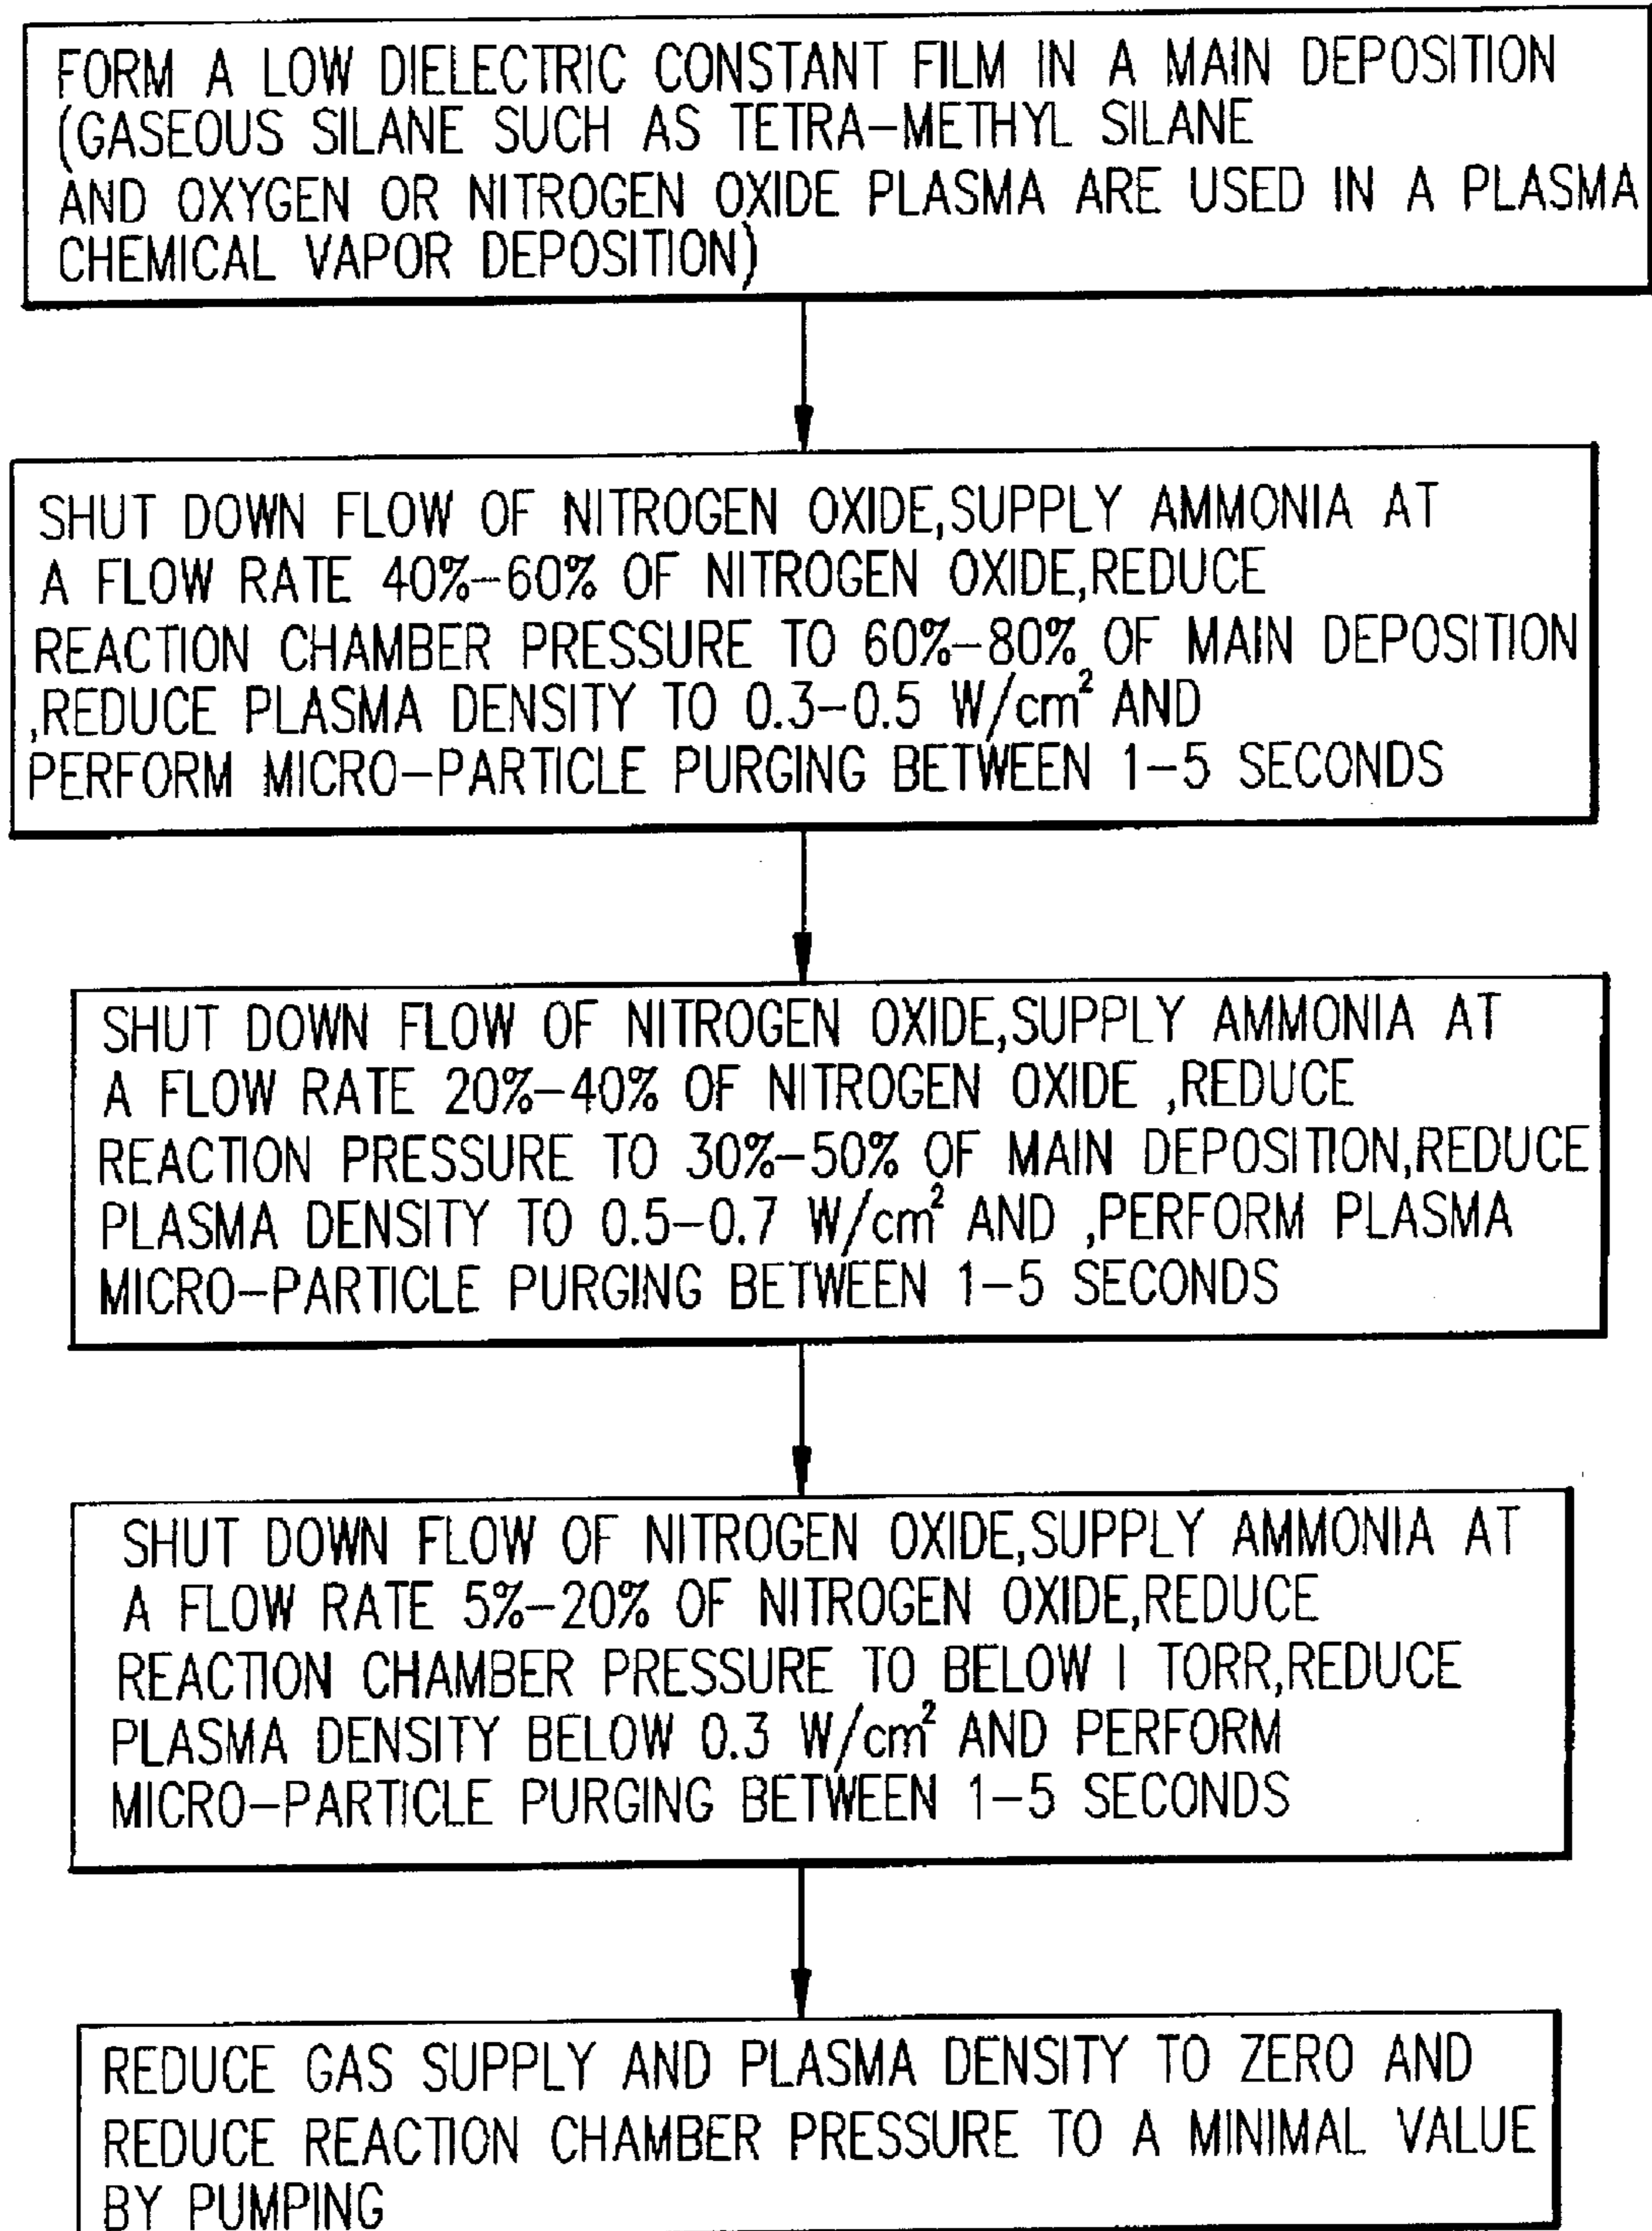 FORM A LOW DIELECTRIC CONSTANT FILM IN A MAIN DEPOSITION
(GASEOUS SILANE SUCH AS TETRA-METHYL SILANE
AND OXYGEN OR NITROGEN OXIDE PLASMA ARE USED IN A PLASMA
CHEMICAL VAPOR DEPOSITION)
SHUT DOWN FLOW OF NITROGEN OXIDE,SUPPLY AMMONIA AT
A FLOW RATE 40%-60% OF NITROGEN OXIDE,REDUCE
REACTION CHAMBER PRESSURE TO 60%-80% OF MAIN DEPOSITION
,REDUCE PLASMA DENSITY TO 0.3-0.5 W/cm² AND
PERFORM MICRO-PARTICLE PURGING BETWEEN 1-5 SECONDS
SHUT DOWN FLOW OF NITROGEN OXIDE,SUPPLY AMMONIA AT
A FLOW RATE 20%-40% OF NITROGEN OXIDE ,REDUCE
REACTION PRESSURE TO 30%-50% OF MAIN DEPOSITION,REDUCE
PLASMA DENSITY TO 0.5-0.7 W/cm² AND ,PERFORM PLASMA
MICRO-PARTICLE PURGING BETWEEN 1-5 SECONDS
SHUT DOWN FLOW OF NITROGEN OXIDE,SUPPLY AMMONIA AT
A FLOW RATE 5%-20% OF NITROGEN OXIDE,REDUCE
REACTION CHAMBER PRESSURE TO BELOW 1 TORR,REDUCE
PLASMA DENSITY BELOW 0.3 W/cm² AND PERFORM
MICRO-PARTICLE PURGING BETWEEN 1-5 SECONDS
REDUCE GAS SUPPLY AND PLASMA DENSITY TO ZERO AND
REDUCE REACTION CHAMBER PRESSURE TO A MINIMAL VALUE
BY PUMPING